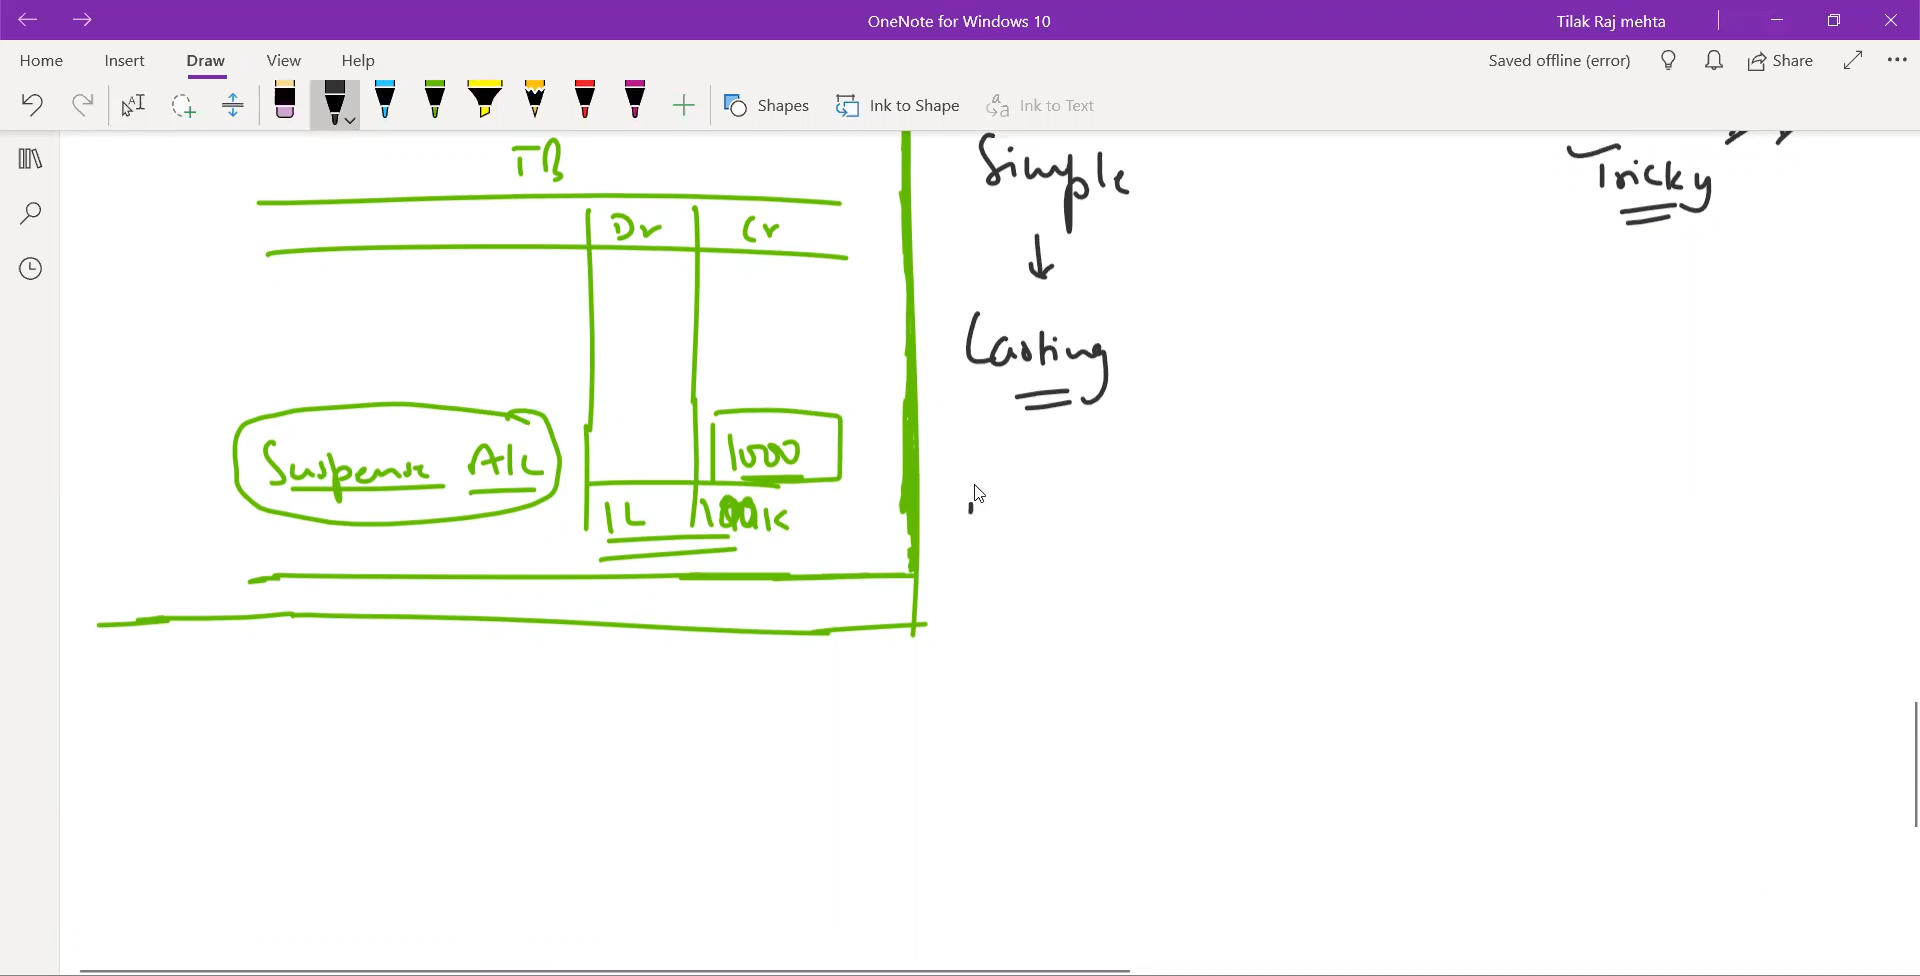 OneNote for Windows 10
Tilak Raj mehta
Home Insert Draw View Help
Saved offline (error) Share
Shapes Ink to Shape Ink to Text
TB
Dr Cr
Suspense A/c 1000
1L 100K
Simple
Casting
Tricky